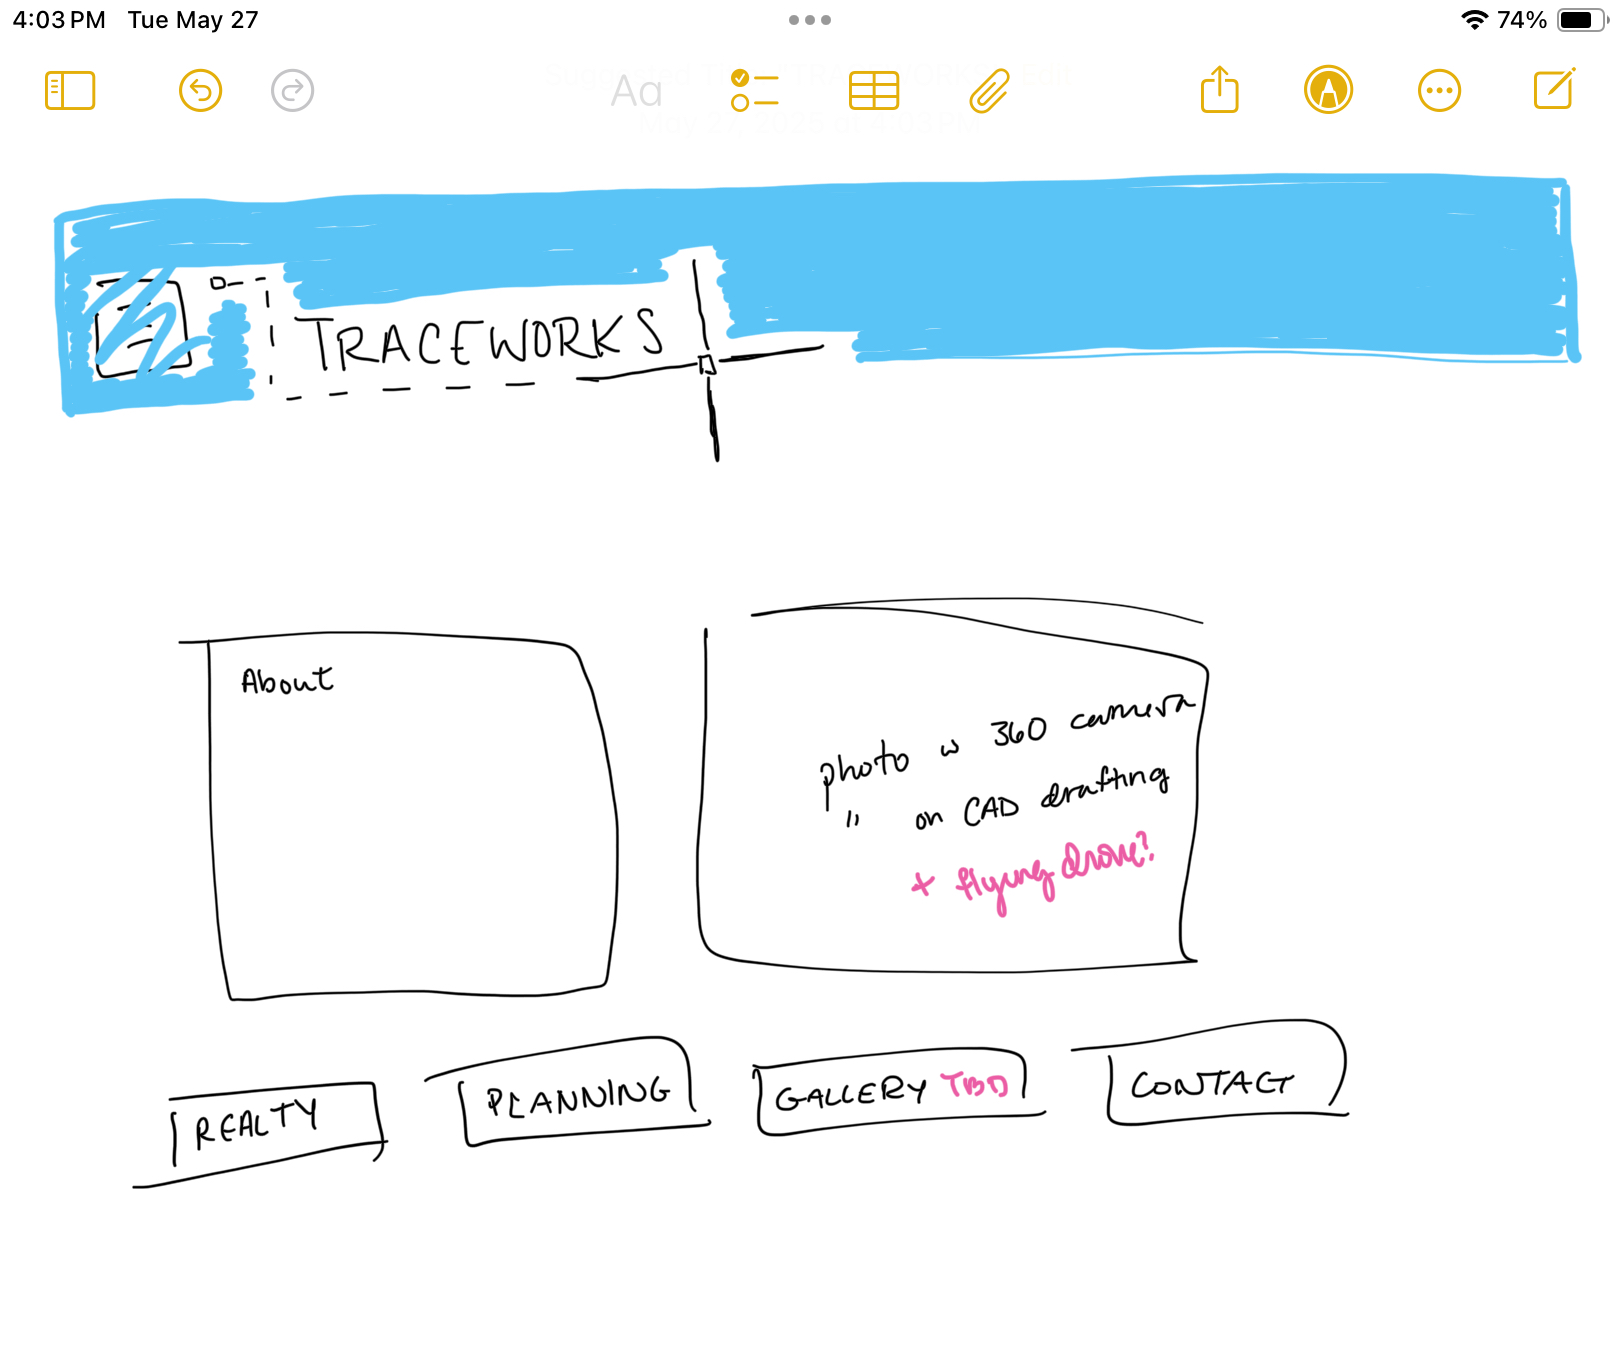 4:03 PM Tue May 27
74%
Aa
TRACEWORKS
About
photo w 360 camera
" on CAD drafting
+ flying drone?
REALTY
PLANNING
GALLERY TBD
CONTACT